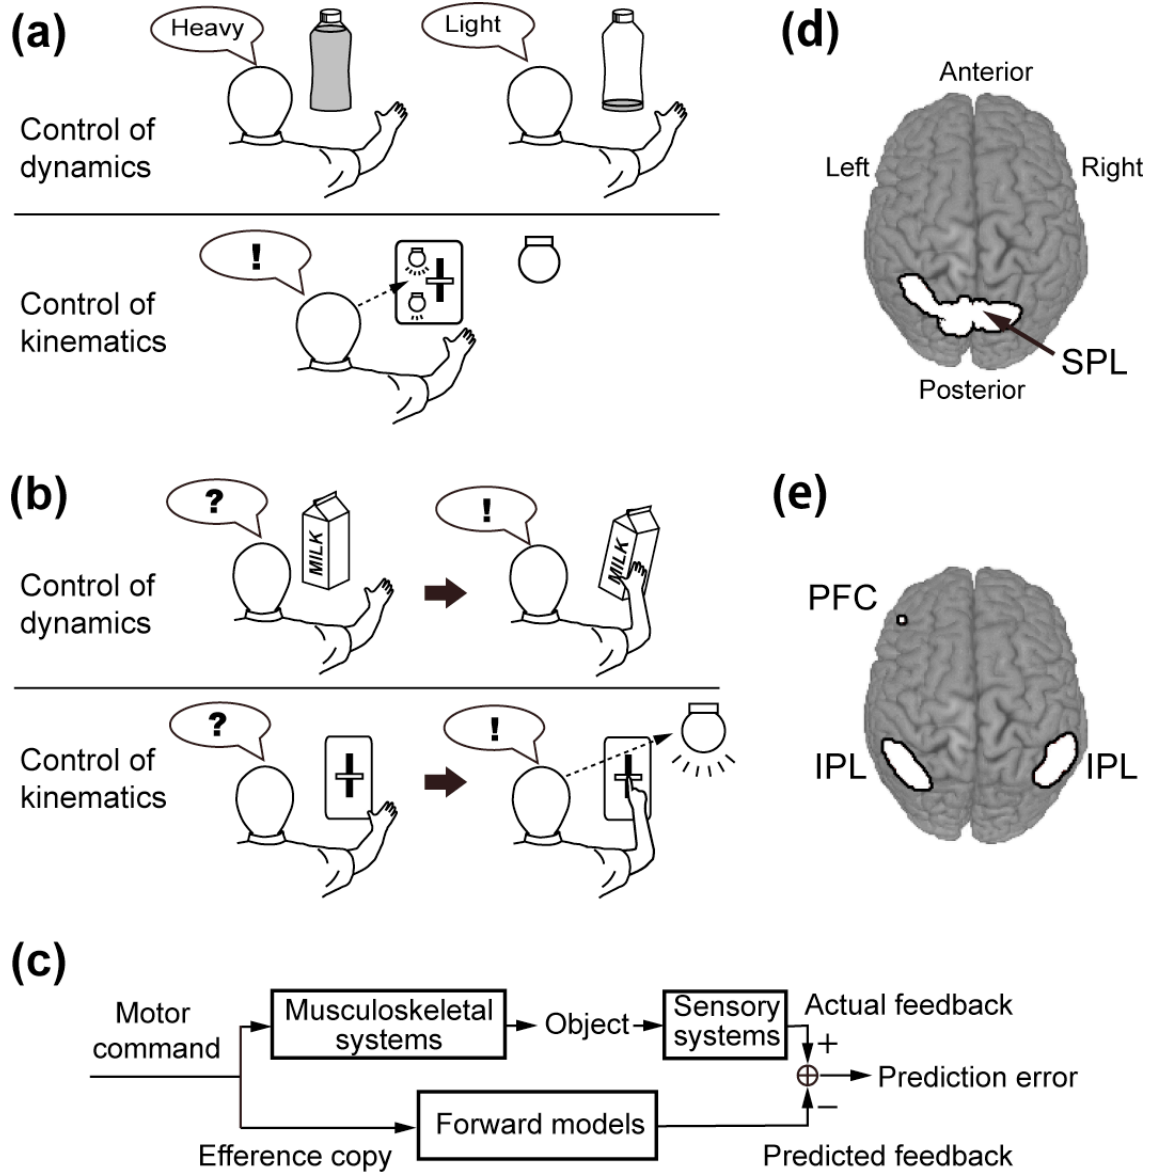 (a)
Heavy
Light
Control of
dynamics
!
Control of
kinematics
(b)
?
MILK
!
MILK
Control of
dynamics
?
!
Control of
kinematics
(c)
Motor
command
Musculoskeletal
systems
Object
Sensory
systems
Actual feedback
+
Prediction error
−
Forward models
Efference copy
Predicted feedback
(d)
Anterior
Left
Right
SPL
Posterior
(e)
PFC
IPL
IPL